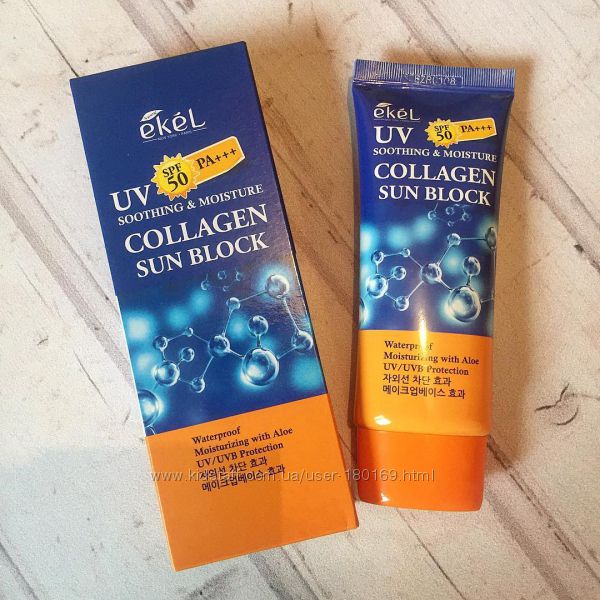 ekel
SPF 50 PA+++
UV
SOOTHING & MOISTURE
COLLAGEN
SUN BLOCK
Waterproof
Moisturizing with Aloe
UV/UVB Protection
자외선 차단 효과
메이크업베이스 효과
ekel
UV SPF 50 PA+++
SOOTHING & MOISTURE
COLLAGEN
SUN BLOCK
Waterproof
Moisturizing with Aloe
UV/UVB Protection
자외선 차단 효과
메이크업베이스 효과